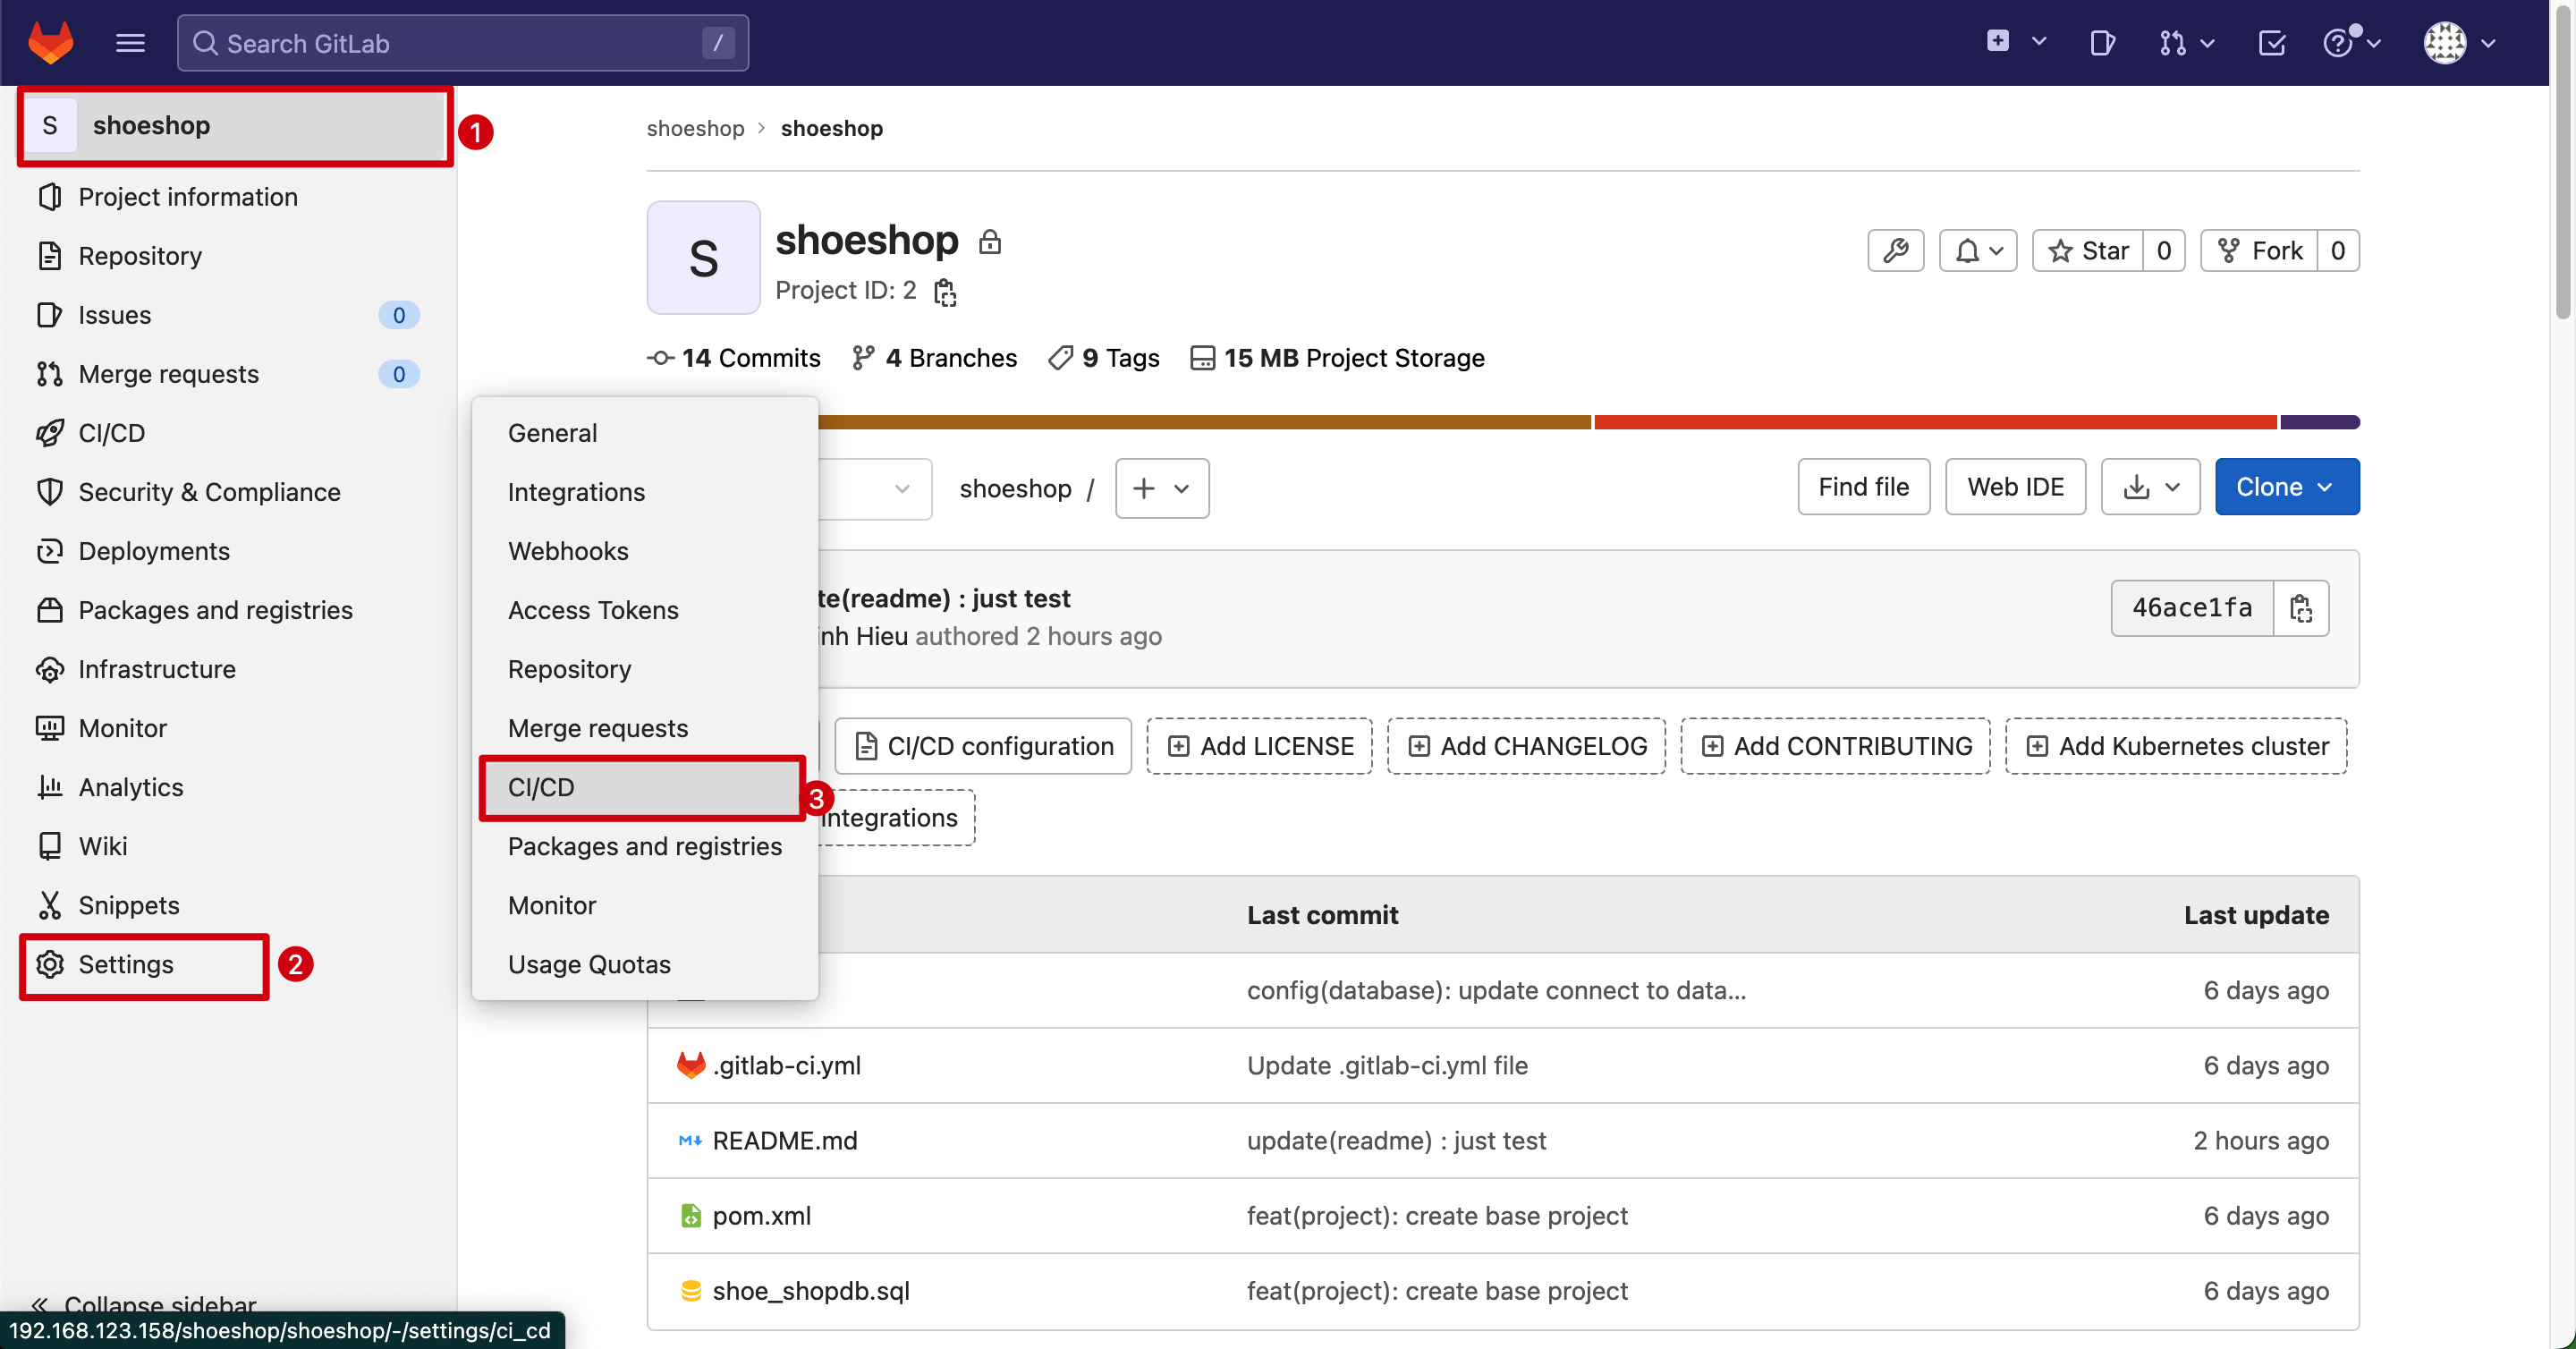 Search GitLab /
S shoeshop 1
Project information
Repository
Issues 0
Merge requests 0
CI/CD
Security & Compliance
Deployments
Packages and registries
Infrastructure
Monitor
Analytics
Wiki
Snippets
Settings 2
Collapse sidebar
192.168.123.158/shoeshop/shoeshop/-/settings/ci_cd
General
Integrations
Webhooks
Access Tokens
Repository
Merge requests
CI/CD 3
Packages and registries
Monitor
Usage Quotas
shoeshop > shoeshop
S
shoeshop
Project ID: 2
Star 0 Fork 0
14 Commits 4 Branches 9 Tags 15 MB Project Storage
shoeshop / + Find file Web IDE Clone
te(readme) : just test
inh Hieu authored 2 hours ago
46ace1fa
CI/CD configuration Add LICENSE Add CHANGELOG Add CONTRIBUTING Add Kubernetes cluster
integrations
Last commit Last update
config(database): update connect to data... 6 days ago
.gitlab-ci.yml Update .gitlab-ci.yml file 6 days ago
README.md update(readme) : just test 2 hours ago
pom.xml feat(project): create base project 6 days ago
shoe_shopdb.sql feat(project): create base project 6 days ago